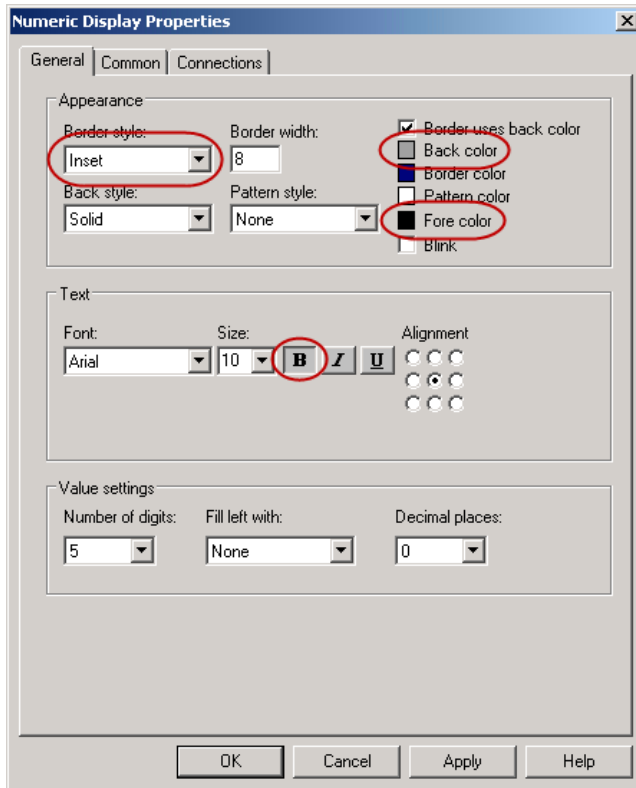 Numeric Display Properties
General Common Connections
Appearance
Border style: Border width: Border uses back color
Inset 8 Back color
Border color
Back style: Pattern style: Pattern color
Solid None Fore color
Blink
Text
Font: Size: Alignment
Arial 10 B I U
Value settings
Number of digits: Fill left with: Decimal places:
5 None 0
OK Cancel Apply Help